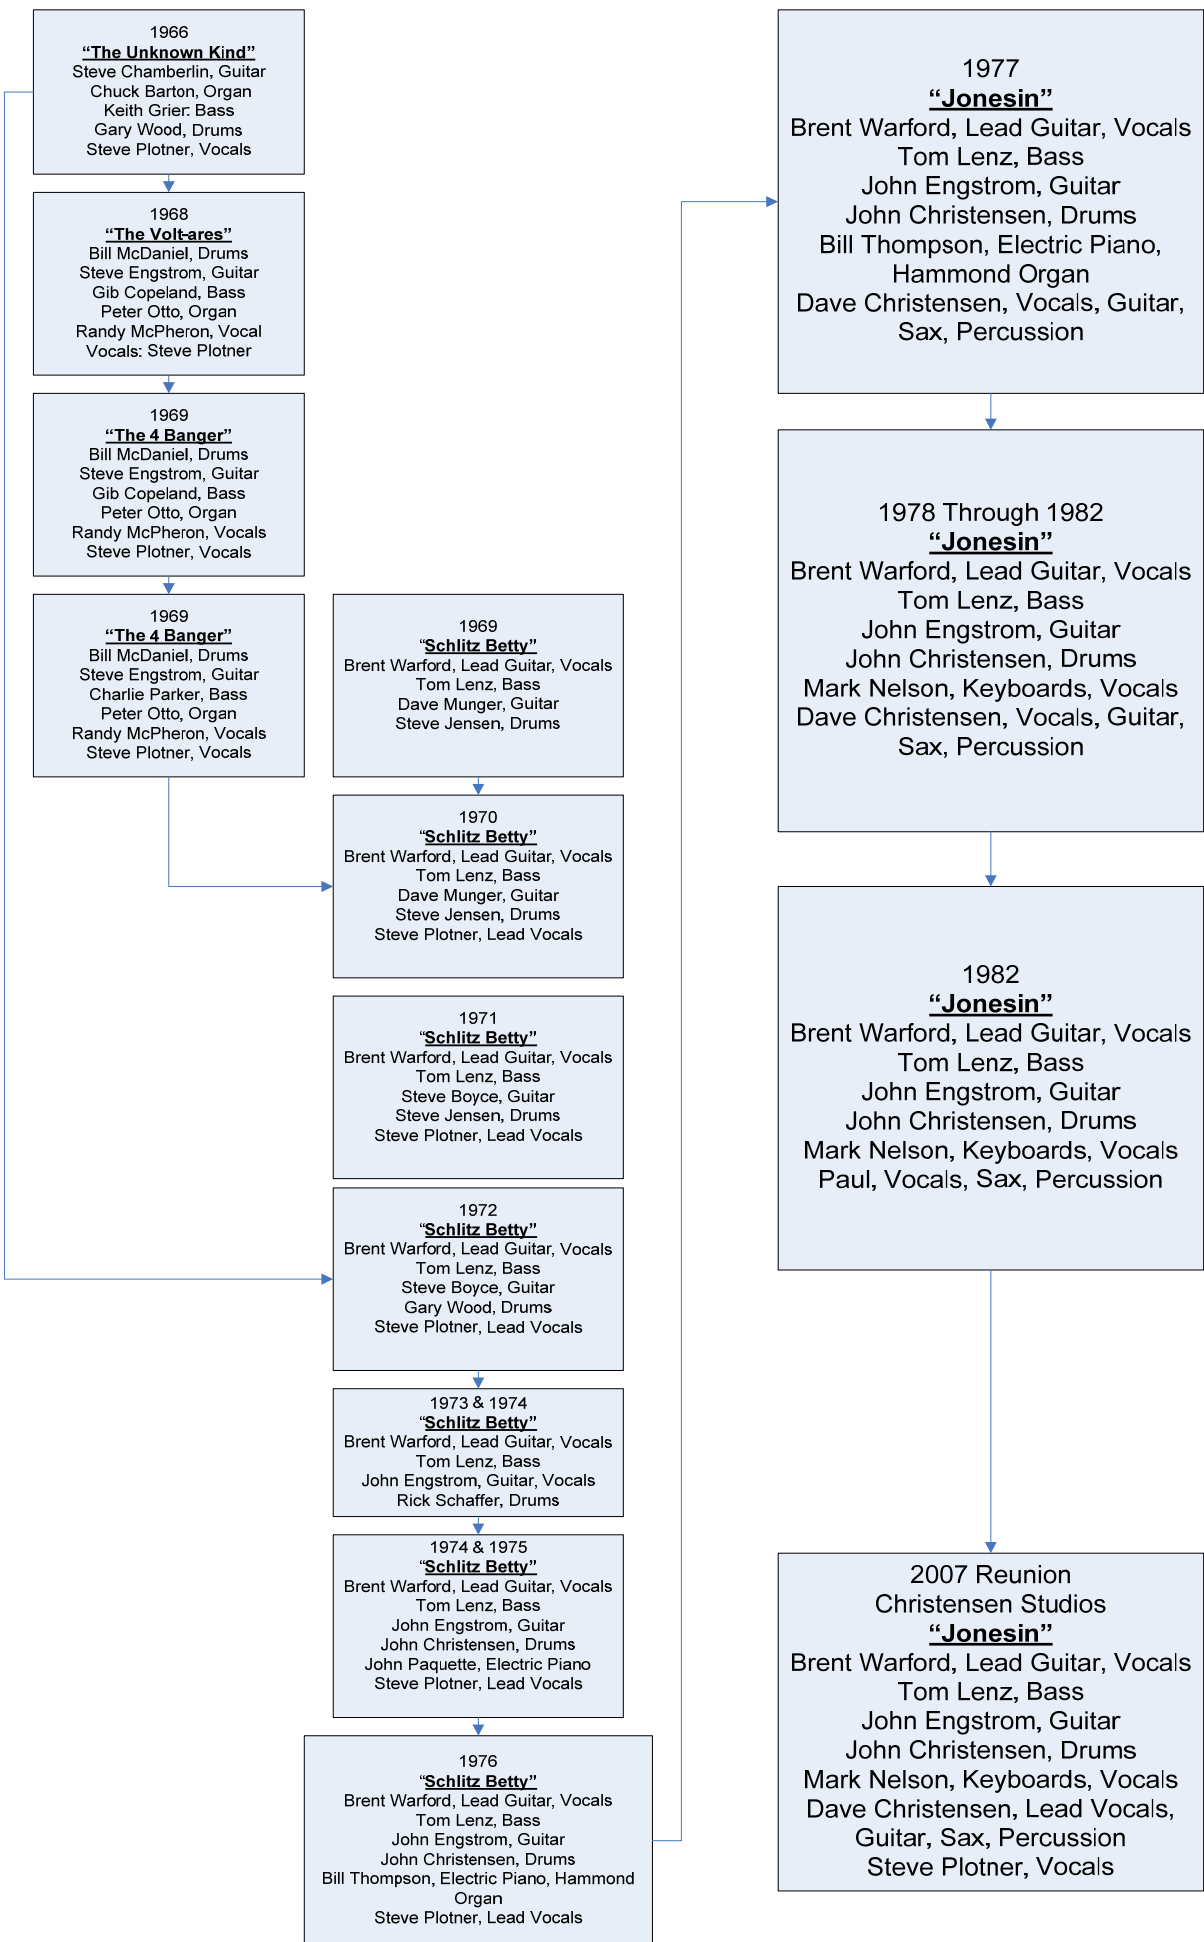 1966
“The Unknown Kind”
Steve Chamberlin, Guitar
Chuck Barton, Organ
Keith Grier: Bass
Gary Wood, Drums
Steve Plotner, Vocals
1968
“The Volt-ares”
Bill McDaniel, Drums
Steve Engstrom, Guitar
Gib Copeland, Bass
Peter Otto, Organ
Randy McPheron, Vocal
Vocals: Steve Plotner
1969
“The 4 Banger”
Bill McDaniel, Drums
Steve Engstrom, Guitar
Gib Copeland, Bass
Peter Otto, Organ
Randy McPheron, Vocals
Steve Plotner, Vocals
1969
“The 4 Banger”
Bill McDaniel, Drums
Steve Engstrom, Guitar
Charlie Parker, Bass
Peter Otto, Organ
Randy McPheron, Vocals
Steve Plotner, Vocals
1969
“Schlitz Betty”
Brent Warford, Lead Guitar, Vocals
Tom Lenz, Bass
Dave Munger, Guitar
Steve Jensen, Drums
1970
“Schlitz Betty”
Brent Warford, Lead Guitar, Vocals
Tom Lenz, Bass
Dave Munger, Guitar
Steve Jensen, Drums
Steve Plotner, Lead Vocals
1971
“Schlitz Betty”
Brent Warford, Lead Guitar, Vocals
Tom Lenz, Bass
Steve Boyce, Guitar
Steve Jensen, Drums
Steve Plotner, Lead Vocals
1972
“Schlitz Betty”
Brent Warford, Lead Guitar, Vocals
Tom Lenz, Bass
Steve Boyce, Guitar
Gary Wood, Drums
Steve Plotner, Lead Vocals
1973 & 1974
“Schlitz Betty”
Brent Warford, Lead Guitar, Vocals
Tom Lenz, Bass
John Engstrom, Guitar, Vocals
Rick Schaffer, Drums
1974 & 1975
“Schlitz Betty”
Brent Warford, Lead Guitar, Vocals
Tom Lenz, Bass
John Engstrom, Guitar
John Christensen, Drums
John Paquette, Electric Piano
Steve Plotner, Lead Vocals
1976
“Schlitz Betty”
Brent Warford, Lead Guitar, Vocals
Tom Lenz, Bass
John Engstrom, Guitar
John Christensen, Drums
Bill Thompson, Electric Piano, Hammond
Organ
Steve Plotner, Lead Vocals
1977
“Jonesin”
Brent Warford, Lead Guitar, Vocals
Tom Lenz, Bass
John Engstrom, Guitar
John Christensen, Drums
Bill Thompson, Electric Piano,
Hammond Organ
Dave Christensen, Vocals, Guitar,
Sax, Percussion
1978 Through 1982
“Jonesin”
Brent Warford, Lead Guitar, Vocals
Tom Lenz, Bass
John Engstrom, Guitar
John Christensen, Drums
Mark Nelson, Keyboards, Vocals
Dave Christensen, Vocals, Guitar,
Sax, Percussion
1982
“Jonesin”
Brent Warford, Lead Guitar, Vocals
Tom Lenz, Bass
John Engstrom, Guitar
John Christensen, Drums
Mark Nelson, Keyboards, Vocals
Paul, Vocals, Sax, Percussion
2007 Reunion
Christensen Studios
“Jonesin”
Brent Warford, Lead Guitar, Vocals
Tom Lenz, Bass
John Engstrom, Guitar
John Christensen, Drums
Mark Nelson, Keyboards, Vocals
Dave Christensen, Lead Vocals,
Guitar, Sax, Percussion
Steve Plotner, Vocals